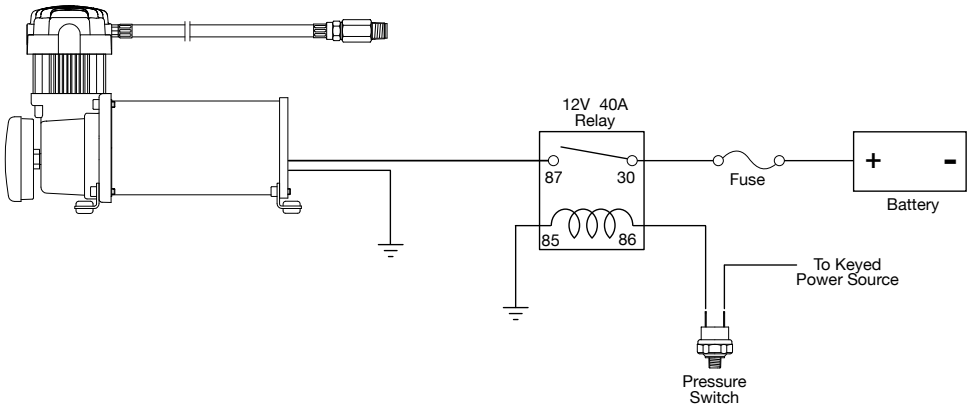 12V 40A
Relay
87
30
Fuse
+
-
Battery
85
86
To Keyed
Power Source
Pressure
Switch